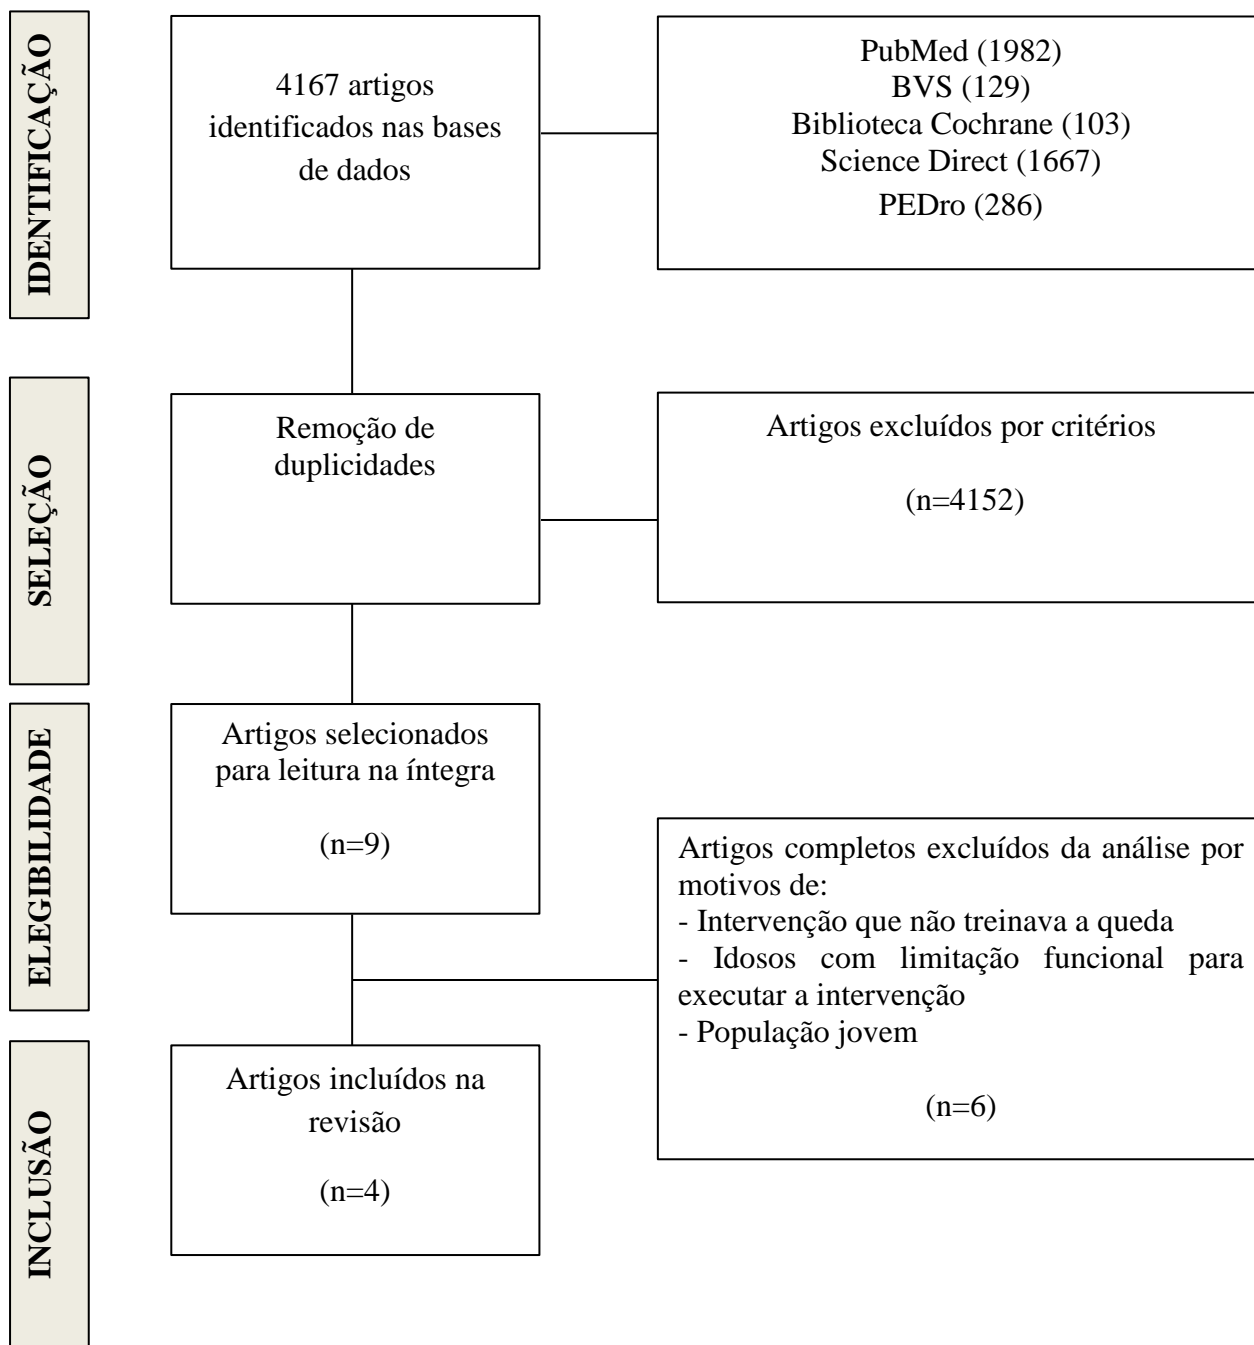 IDENTIFICAÇÃO
4167 artigos
identificados nas bases
de dados
PubMed (1982)
BVS (129)
Biblioteca Cochrane (103)
Science Direct (1667)
PEDro (286)
SELEÇÃO
Remoção de
duplicidades
Artigos excluídos por critérios
(n=4152)
ELEGIBILIDADE
Artigos selecionados
para leitura na íntegra
(n=9)
Artigos completos excluídos da análise por
motivos de:
- Intervenção que não treinava a queda
- Idosos com limitação funcional para
executar a intervenção
- População jovem
(n=6)
INCLUSÃO
Artigos incluídos na
revisão
(n=4)